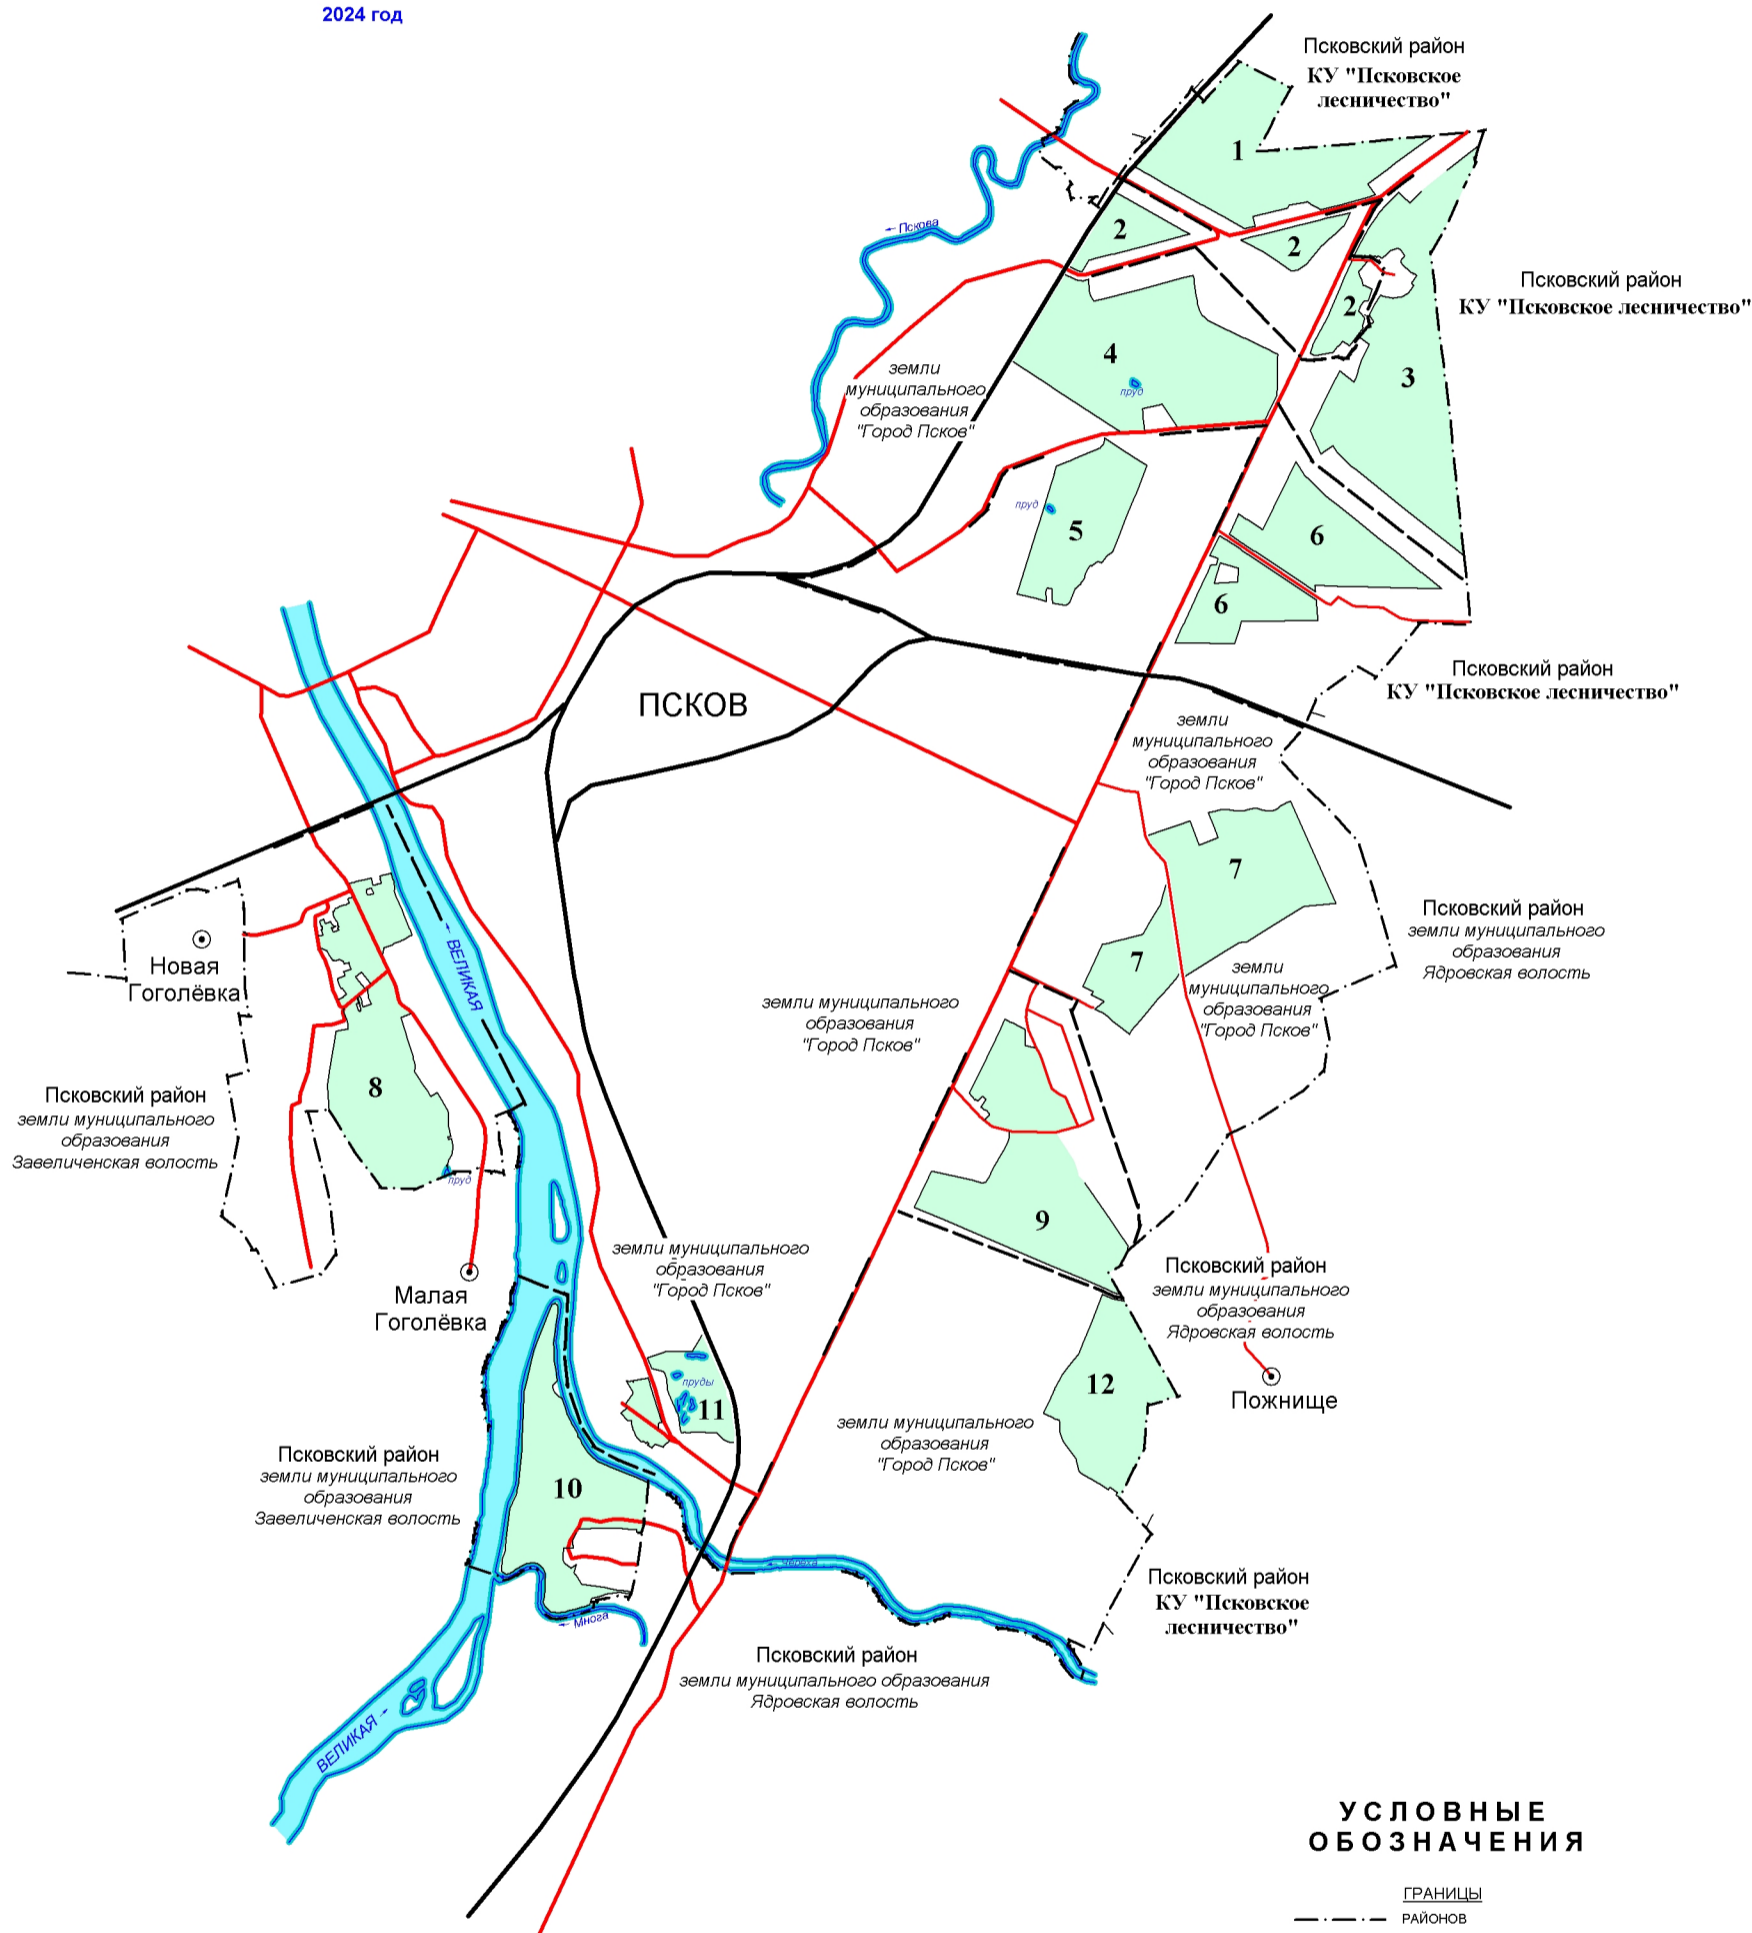 2024 год
Псковский район
КУ "Псковское
лесничество"
1
← Пскова
2
2
Псковский район
КУ "Псковское лесничество"
2
4
земли
муниципального
образования
"Город Псков"
пруд
3
пруд
5
6
6
Псковский район
КУ "Псковское лесничество"
ПСКОВ
земли
муниципального
образования
"Город Псков"
7
Псковский район
земли муниципального
образования
Ядровская волость
← ВЕЛИКАЯ
Новая
Гоголёвка
7
земли
муниципального
образования
"Город Псков"
земли муниципального
образования
"Город Псков"
8
Псковский район
земли муниципального
образования
Завеличенская волость
пруд
9
земли муниципального
образования
"Город Псков"
Псковский район
земли муниципального
образования
Ядровская волость
Малая
Гоголёвка
пруды
11
12
Пожнище
земли муниципального
образования
"Город Псков"
Псковский район
земли муниципального
образования
Завеличенская волость
10
← Череха
Псковский район
КУ "Псковское
лесничество"
← Многа
Псковский район
земли муниципального образования
Ядровская волость
ВЕЛИКАЯ →
УСЛОВНЫЕ
ОБОЗНАЧЕНИЯ
ГРАНИЦЫ
РАЙОНОВ